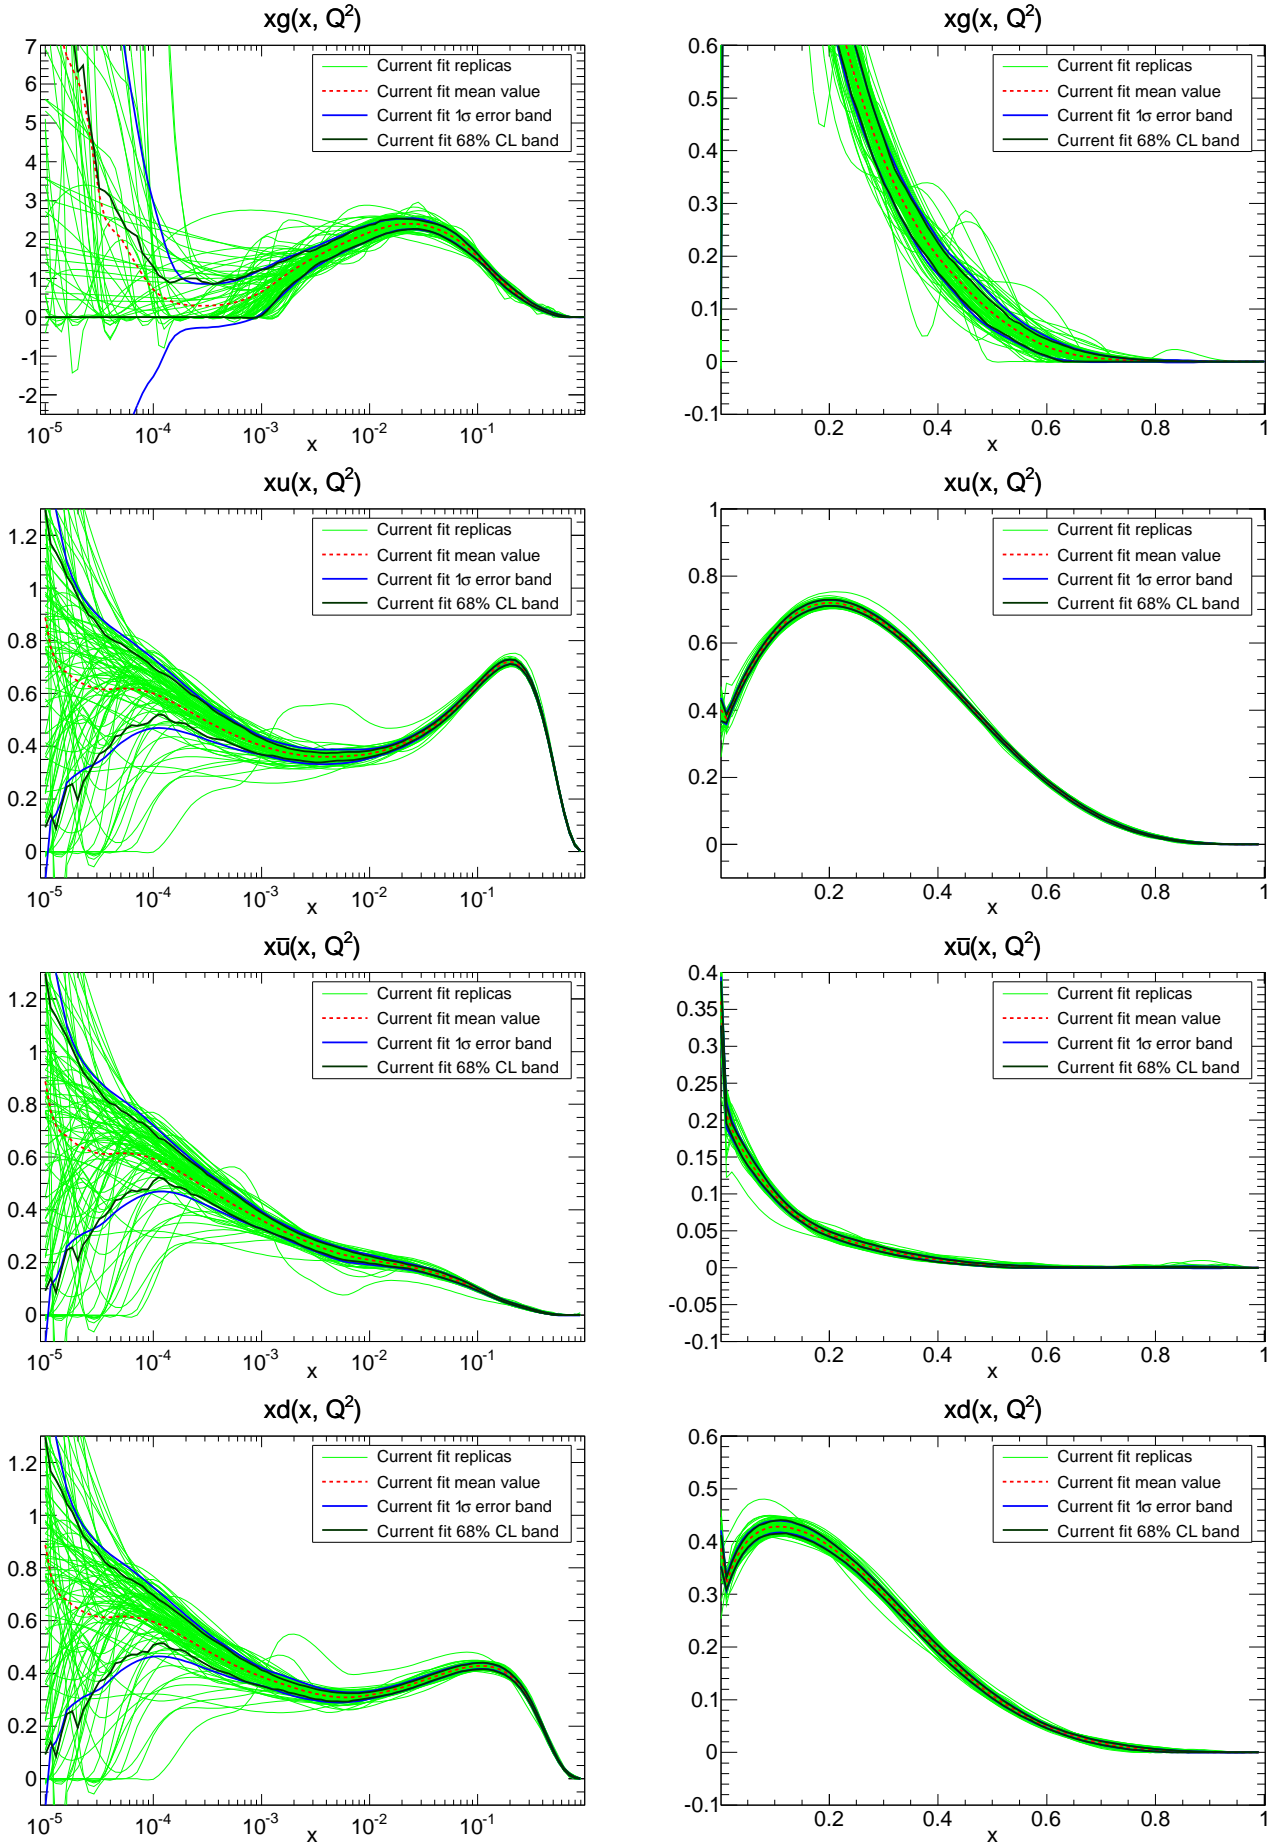 xg(x, Q²)
7
6
5
4
3
2
1
0
-1
-2
Current fit replicas
Current fit mean value
Current fit 1σ error band
Current fit 68% CL band
10⁻⁵ 10⁻⁴ 10⁻³ 10⁻² 10⁻¹
x
xg(x, Q²)
0.6
0.5
0.4
0.3
0.2
0.1
0
-0.1
Current fit replicas
Current fit mean value
Current fit 1σ error band
Current fit 68% CL band
0.2 0.4 0.6 0.8 1
x
xu(x, Q²)
1.2
1
0.8
0.6
0.4
0.2
0
Current fit replicas
Current fit mean value
Current fit 1σ error band
Current fit 68% CL band
10⁻⁵ 10⁻⁴ 10⁻³ 10⁻² 10⁻¹
x
xu(x, Q²)
1
0.8
0.6
0.4
0.2
0
Current fit replicas
Current fit mean value
Current fit 1σ error band
Current fit 68% CL band
0.2 0.4 0.6 0.8 1
x
xū(x, Q²)
1.2
1
0.8
0.6
0.4
0.2
0
Current fit replicas
Current fit mean value
Current fit 1σ error band
Current fit 68% CL band
10⁻⁵ 10⁻⁴ 10⁻³ 10⁻² 10⁻¹
x
xū(x, Q²)
0.4
0.35
0.3
0.25
0.2
0.15
0.1
0.05
0
-0.05
-0.1
Current fit replicas
Current fit mean value
Current fit 1σ error band
Current fit 68% CL band
0.2 0.4 0.6 0.8 1
x
xd(x, Q²)
1.2
1
0.8
0.6
0.4
0.2
0
Current fit replicas
Current fit mean value
Current fit 1σ error band
Current fit 68% CL band
10⁻⁵ 10⁻⁴ 10⁻³ 10⁻² 10⁻¹
x
xd(x, Q²)
0.6
0.5
0.4
0.3
0.2
0.1
0
-0.1
Current fit replicas
Current fit mean value
Current fit 1σ error band
Current fit 68% CL band
0.2 0.4 0.6 0.8 1
x